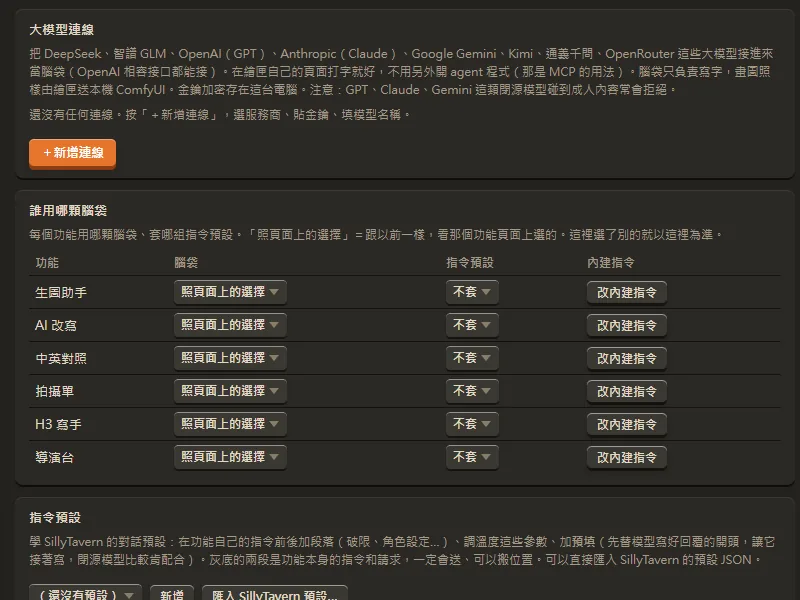 大模型連線
把 DeepSeek、智譜 GLM、OpenAI（GPT）、Anthropic（Claude）、Google Gemini、Kimi、通義千問、OpenRouter 這些大模型接進來
當腦袋（OpenAI 相容接口都能接）。在繪匣自己的頁面打字就好，不用另外開 agent 程式（那是 MCP 的用法）。腦袋只負責寫字，畫圖照
樣由繪匣送本機 ComfyUI。金鑰加密存在這台電腦。注意：GPT、Claude、Gemini 這類閉源模型碰到成人內容常會拒絕。
還沒有任何連線。按「+新增連線」，選服務商、貼金鑰、填模型名稱。
+新增連線
誰用哪顆腦袋
每個功能用哪顆腦袋、套哪組指令預設。「照頁面上的選擇」= 跟以前一樣，看那個功能頁面上選的。這裡選了別的就以這裡為準。
功能 腦袋 指令預設 內建指令
生圖助手 照頁面上的選擇 不套 改內建指令
AI 改寫 照頁面上的選擇 不套 改內建指令
中英對照 照頁面上的選擇 不套 改內建指令
拍攝單 照頁面上的選擇 不套 改內建指令
H3 寫手 照頁面上的選擇 不套 改內建指令
導演台 照頁面上的選擇 不套 改內建指令
指令預設
學 SillyTavern 的對話預設：在功能自己的指令前後加段落（破限、角色設定…）、調溫度這些參數、加預填（先替模型寫好回覆的開頭，讓它
接著寫，閉源模型比較肯配合）。灰底的兩段是功能本身的指令和請求，一定會送、可以搬位置。可以直接匯入 SillyTavern 的預設 JSON。
（還沒有預設） 新增 匯入 SillyTavern 預設…